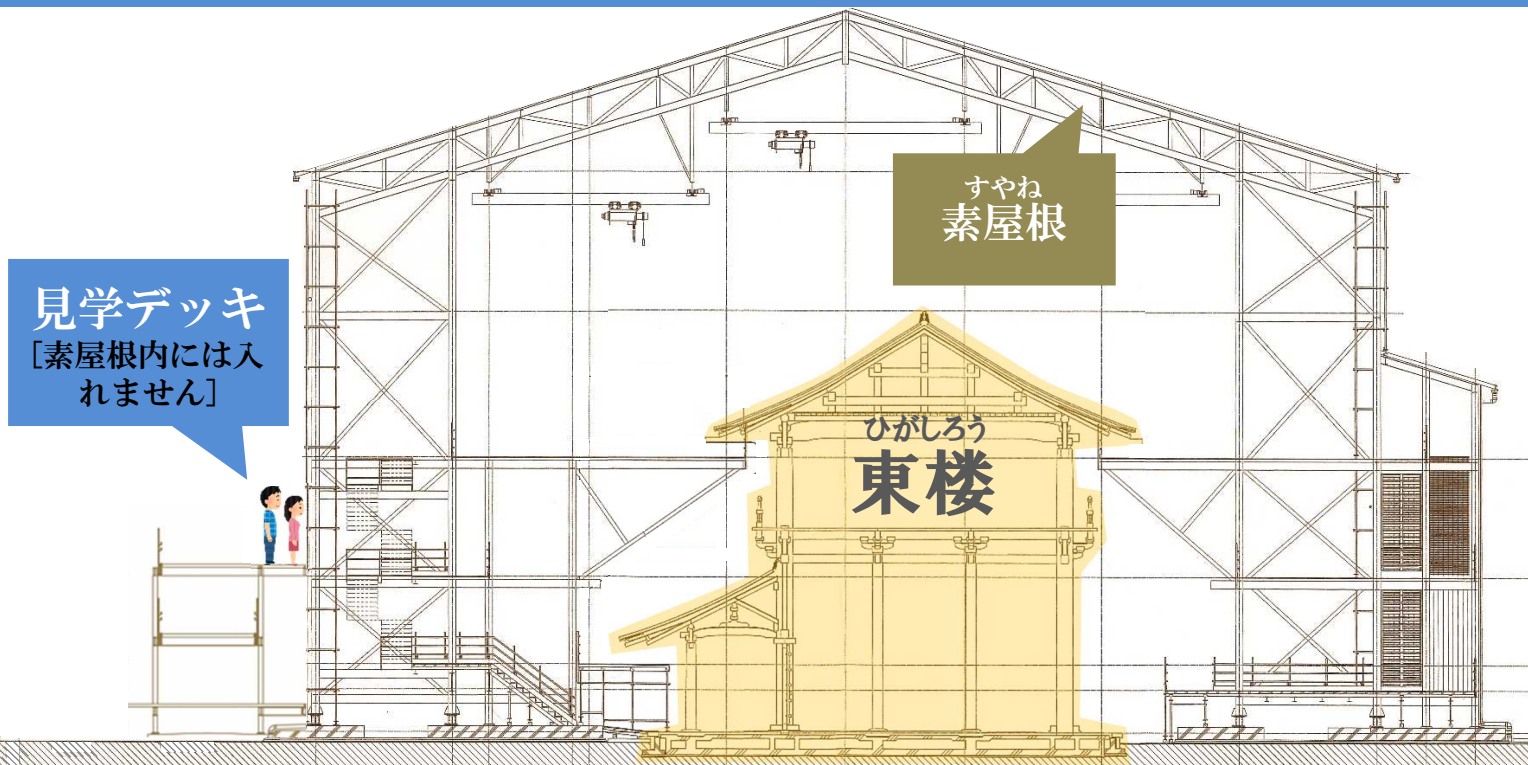 すやね
素屋根
見学デッキ
[素屋根内には入
れません]
ひがしろう
東楼